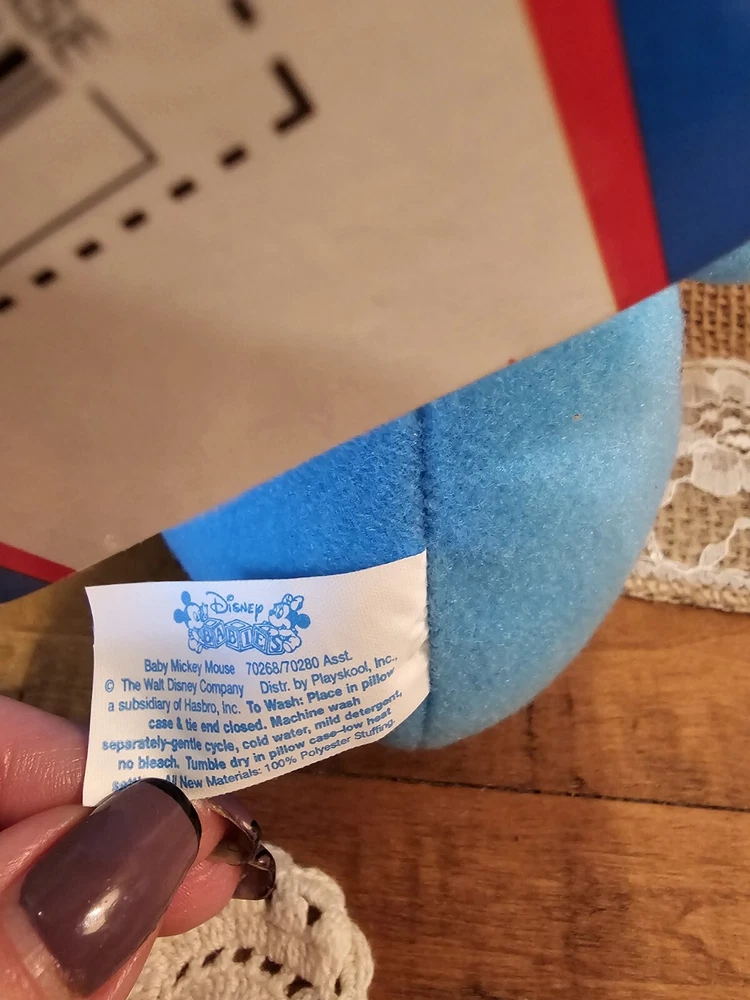 DISNEY
BABIES
Baby Mickey Mouse 70268/70280 Asst.
© The Walt Disney Company Distr. by Playskool, Inc.,
a subsidiary of Hasbro, Inc. To Wash: Place in pillow
case & tie end closed. Machine wash
separately-gentle cycle, cold water, mild detergent,
no bleach. Tumble dry in pillow case-low heat
All New Materials: 100% Polyester Stuffing.